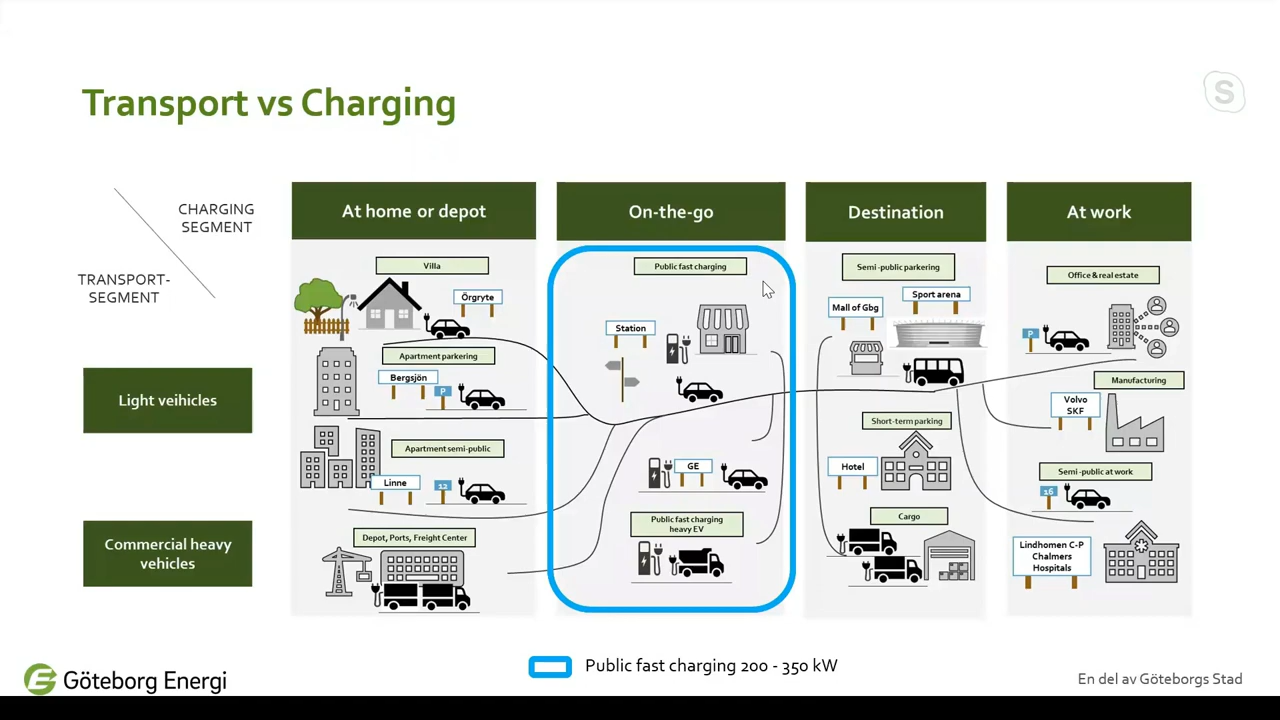 Transport vs Charging
S
CHARGING
SEGMENT
TRANSPORT-
SEGMENT
At home or depot
On-the-go
Destination
At work
Light veihicles
Commercial heavy
vehicles
Villa
Örgryte
Apartment parkering
Bergsjön
P
Apartment semi-public
Linne
12
Depot, Ports, Freight Center
Public fast charging
Station
GE
Public fast charging
heavy EV
Semi-public parkering
Mall of Gbg
Sport arena
Short-term parking
Hotel
Cargo
Office & real estate
P
Manufacturing
Volvo
SKF
Semi-public at work
16
Lindhomen C-P
Chalmers
Hospitals
Public fast charging 200 - 350 kW
Göteborg Energi
En del av Göteborgs Stad